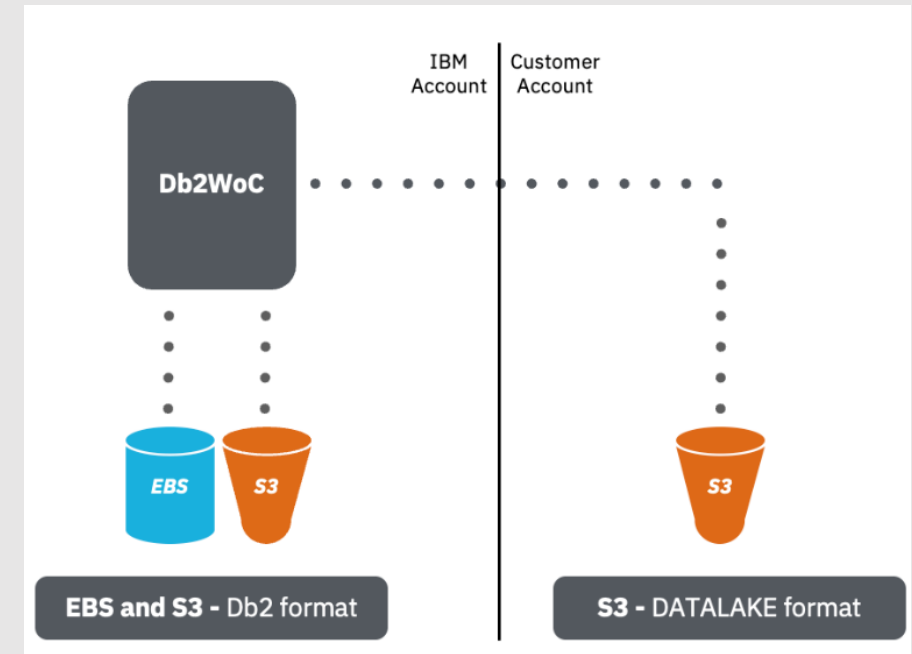 IBM
Account
Customer
Account
Db2WoC
EBS
S3
S3
EBS and S3 - Db2 format
S3 - DATALAKE format